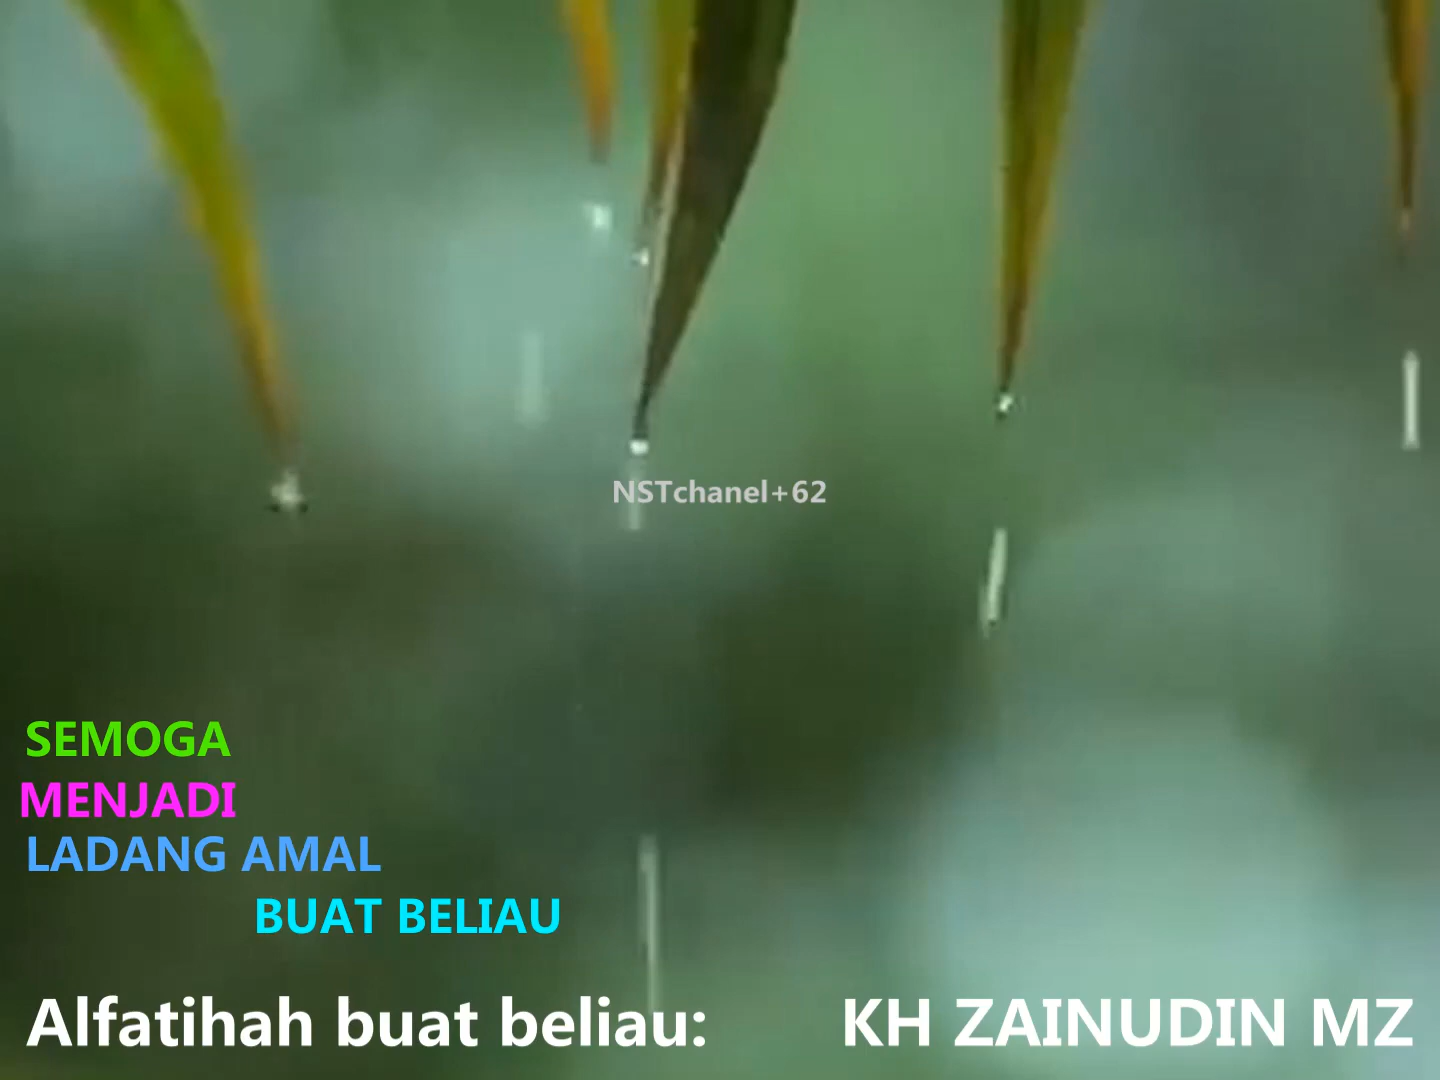 NSTchanel+62
SEMOGA
MENJADI
LADANG AMAL
BUAT BELIAU
Alfatihah buat beliau: KH ZAINUDIN MZ